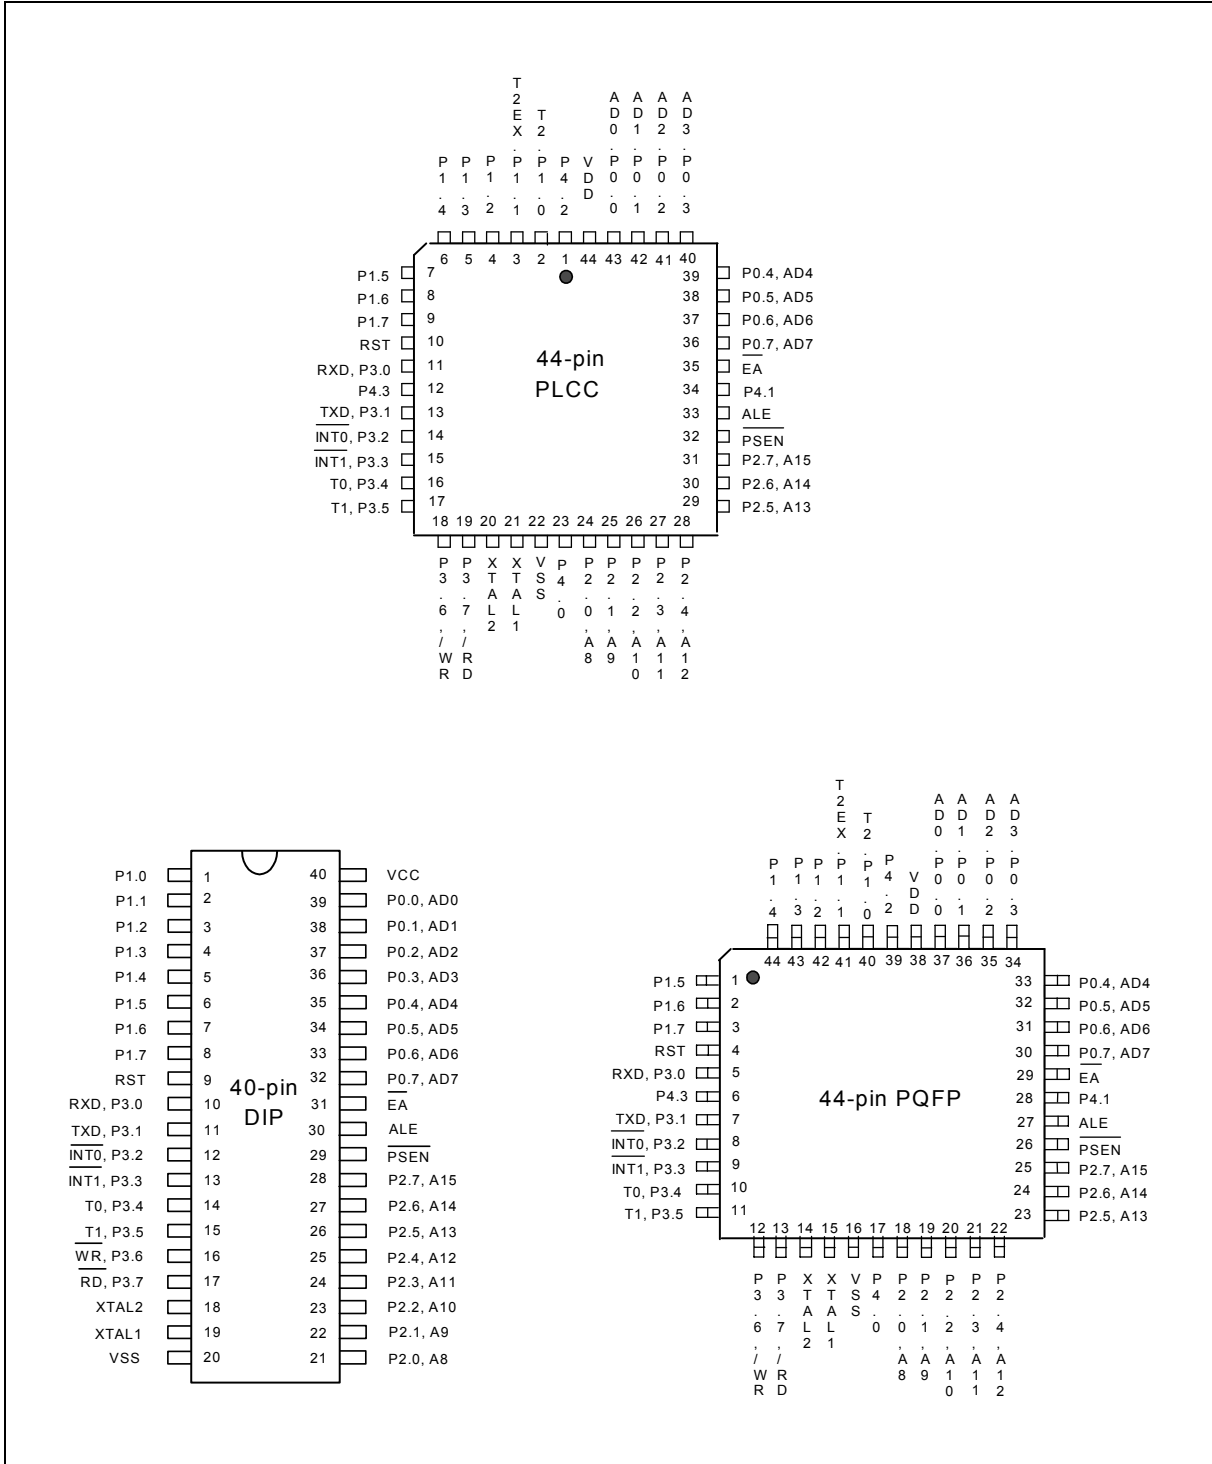 T2EX.P1.1
T2.P1.0
AD0.P0.0
AD1.P0.1
AD2.P0.2
AD3.P0.3
P1.4
P1.3
P1.2
P4.2
VDD
6 5 4 3 2 1 44 43 42 41 40
P1.5 7 39 P0.4, AD4
P1.6 8 38 P0.5, AD5
P1.7 9 37 P0.6, AD6
RST 10 36 P0.7, AD7
RXD, P3.0 11 35 EA
P4.3 12 34 P4.1
TXD, P3.1 13 33 ALE
INT0, P3.2 14 32 PSEN
INT1, P3.3 15 31 P2.7, A15
T0, P3.4 16 30 P2.6, A14
T1, P3.5 17 29 P2.5, A13
44-pin
PLCC
18 19 20 21 22 23 24 25 26 27 28
P3.6,/WR
P3.7,/RD
XTAL2
XTAL1
VSS
P4.0
P2.0,A8
P2.1,A9
P2.2,A10
P2.3,A11
P2.4,A12
P1.0 1 40 VCC
P1.1 2 39 P0.0, AD0
P1.2 3 38 P0.1, AD1
P1.3 4 37 P0.2, AD2
P1.4 5 36 P0.3, AD3
P1.5 6 35 P0.4, AD4
P1.6 7 34 P0.5, AD5
P1.7 8 33 P0.6, AD6
RST 9 32 P0.7, AD7
RXD, P3.0 10 31 EA
TXD, P3.1 11 30 ALE
INT0, P3.2 12 29 PSEN
INT1, P3.3 13 28 P2.7, A15
T0, P3.4 14 27 P2.6, A14
T1, P3.5 15 26 P2.5, A13
WR, P3.6 16 25 P2.4, A12
RD, P3.7 17 24 P2.3, A11
XTAL2 18 23 P2.2, A10
XTAL1 19 22 P2.1, A9
VSS 20 21 P2.0, A8
40-pin
DIP
P1.4
P1.3
P1.2
T2EX.P1.1
T2.P1.0
P4.2
VDD
AD0.P0.0
AD1.P0.1
AD2.P0.2
AD3.P0.3
44 43 42 41 40 39 38 37 36 35 34
P1.5 1 33 P0.4, AD4
P1.6 2 32 P0.5, AD5
P1.7 3 31 P0.6, AD6
RST 4 30 P0.7, AD7
RXD, P3.0 5 29 EA
P4.3 6 28 P4.1
TXD, P3.1 7 27 ALE
INT0, P3.2 8 26 PSEN
INT1, P3.3 9 25 P2.7, A15
T0, P3.4 10 24 P2.6, A14
T1, P3.5 11 23 P2.5, A13
44-pin PQFP
12 13 14 15 16 17 18 19 20 21 22
P3.6,/WR
P3.7,/RD
XTAL2
XTAL1
VSS
P4.0
P2.0,A8
P2.1,A9
P2.2,A10
P2.3,A11
P2.4,A12